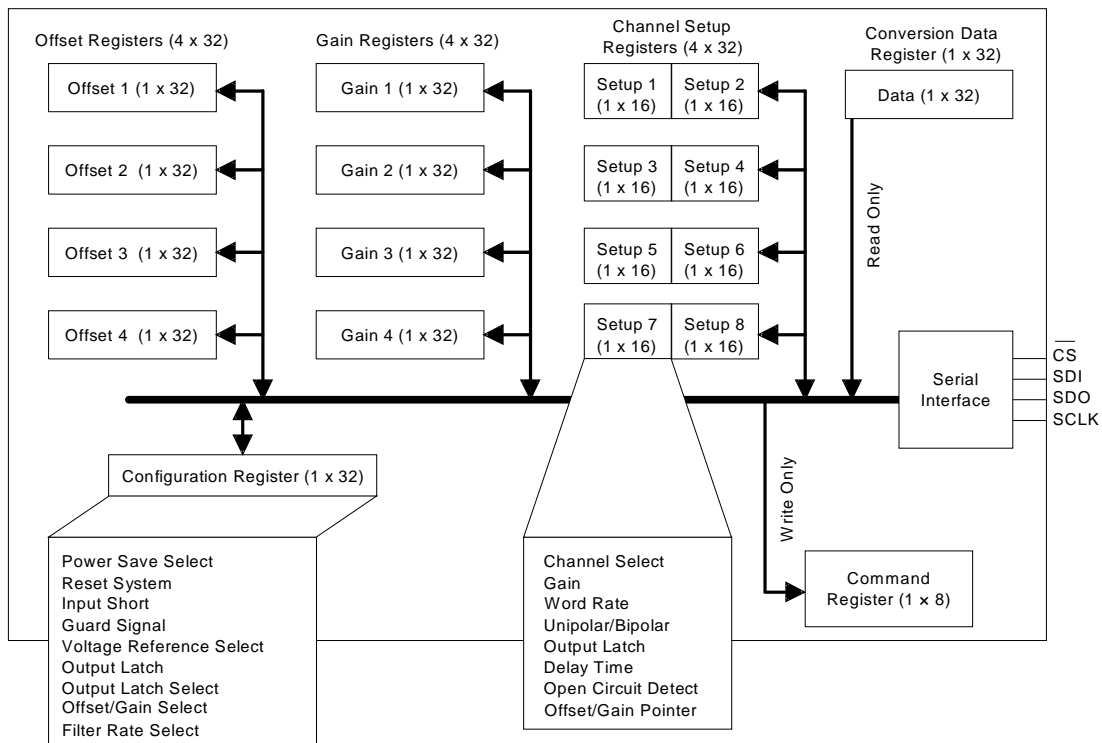 Offset Registers (4 x 32)
Offset 1 (1 x 32)
Offset 2 (1 x 32)
Offset 3 (1 x 32)
Offset 4 (1 x 32)
Gain Registers (4 x 32)
Gain 1 (1 x 32)
Gain 2 (1 x 32)
Gain 3 (1 x 32)
Gain 4 (1 x 32)
Channel Setup
Registers (4 x 32)
Setup 1
(1 x 16)
Setup 2
(1 x 16)
Setup 3
(1 x 16)
Setup 4
(1 x 16)
Setup 5
(1 x 16)
Setup 6
(1 x 16)
Setup 7
(1 x 16)
Setup 8
(1 x 16)
Conversion Data
Register (1 x 32)
Data (1 x 32)
Read Only
Serial
Interface
CS
SDI
SDO
SCLK
Configuration Register (1 x 32)
Power Save Select
Reset System
Input Short
Guard Signal
Voltage Reference Select
Output Latch
Output Latch Select
Offset/Gain Select
Filter Rate Select
Channel Select
Gain
Word Rate
Unipolar/Bipolar
Output Latch
Delay Time
Open Circuit Detect
Offset/Gain Pointer
Write Only
Command
Register (1 × 8)